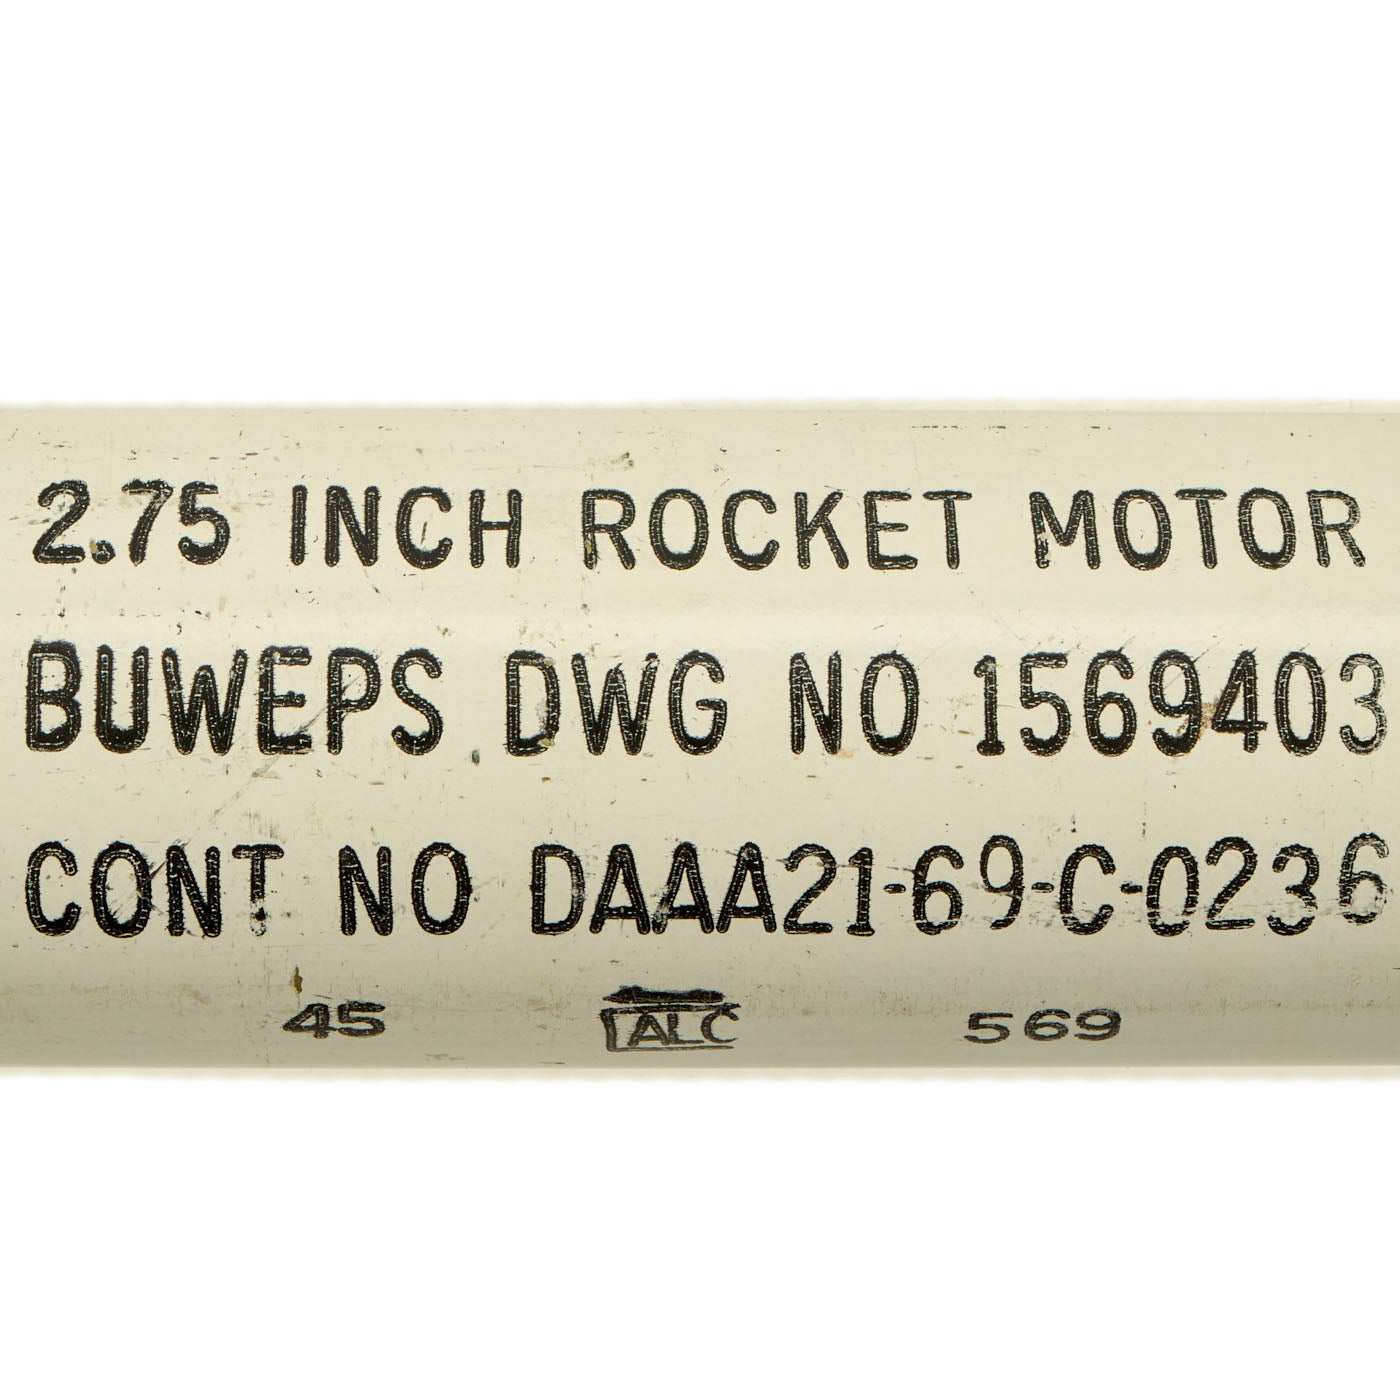 2.75 INCH ROCKET MOTOR
BUWEPS DWG NO 1569403
CONT NO DAAA21-69-C-0236
45 ALC 569